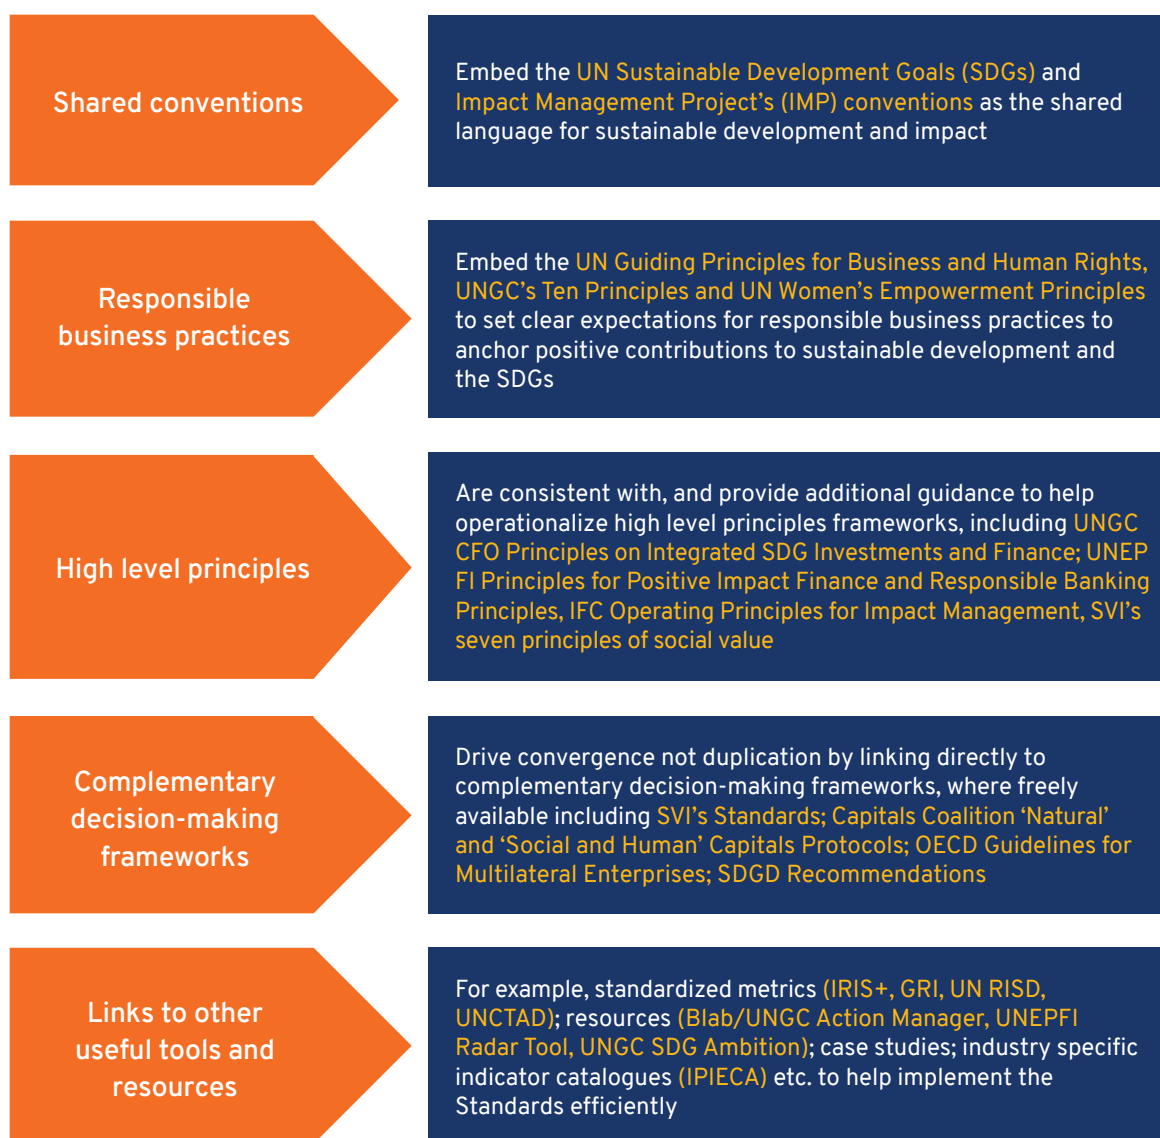 Shared conventions
Embed the UN Sustainable Development Goals (SDGs) and
Impact Management Project’s (IMP) conventions as the shared
language for sustainable development and impact
Responsible
business practices
Embed the UN Guiding Principles for Business and Human Rights,
UNGC’s Ten Principles and UN Women’s Empowerment Principles
to set clear expectations for responsible business practices to
anchor positive contributions to sustainable development and
the SDGs
High level principles
Are consistent with, and provide additional guidance to help
operationalize high level principles frameworks, including UNGC
CFO Principles on Integrated SDG Investments and Finance; UNEP
FI Principles for Positive Impact Finance and Responsible Banking
Principles, IFC Operating Principles for Impact Management, SVI’s
seven principles of social value
Complementary
decision-making
frameworks
Drive convergence not duplication by linking directly to
complementary decision-making frameworks, where freely
available including SVI’s Standards; Capitals Coalition ‘Natural’
and ‘Social and Human’ Capitals Protocols; OECD Guidelines for
Multilateral Enterprises; SDGD Recommendations
Links to other
useful tools and
resources
For example, standardized metrics (IRIS+, GRI, UN RISD,
UNCTAD); resources (Blab/UNGC Action Manager, UNEPFI
Radar Tool, UNGC SDG Ambition); case studies; industry specific
indicator catalogues (IPIECA) etc. to help implement the
Standards efficiently